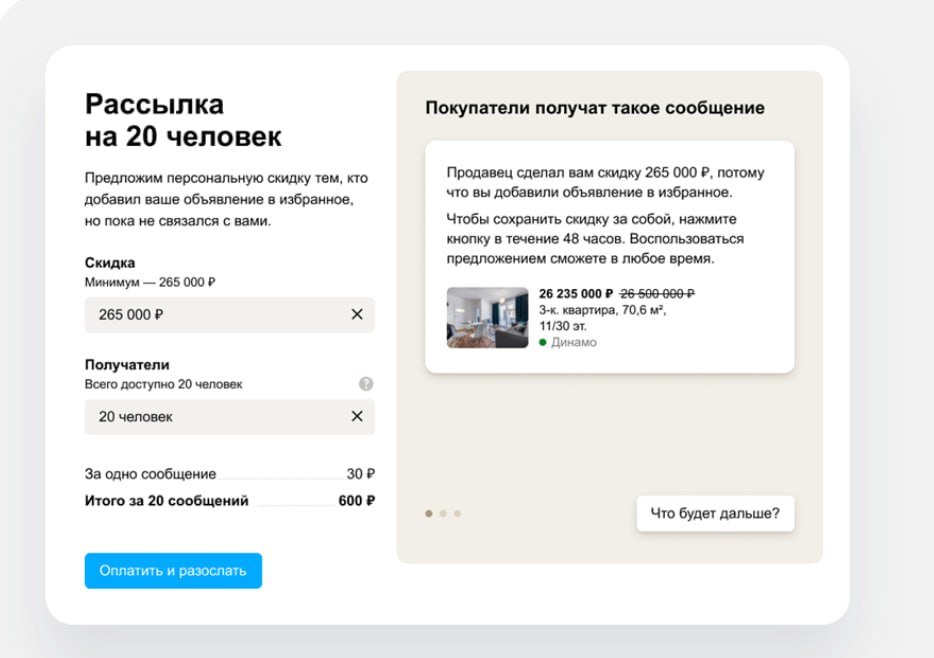 Рассылка
на 20 человек
Предложим персональную скидку тем, кто
добавил ваше объявление в избранное,
но пока не связался с вами.
Скидка
Минимум — 265 000 ₽
265 000 ₽
Получатели
Всего доступно 20 человек
?
20 человек
За одно сообщение 30 ₽
Итого за 20 сообщений 600 ₽
Оплатить и разослать
Покупатели получат такое сообщение
Продавец сделал вам скидку 265 000 ₽, потому
что вы добавили объявление в избранное.
Чтобы сохранить скидку за собой, нажмите
кнопку в течение 48 часов. Воспользоваться
предложением сможете в любое время.
26 235 000 ₽ 26 500 000 ₽
3-к. квартира, 70,6 м²,
11/30 эт.
Динамо
Что будет дальше?